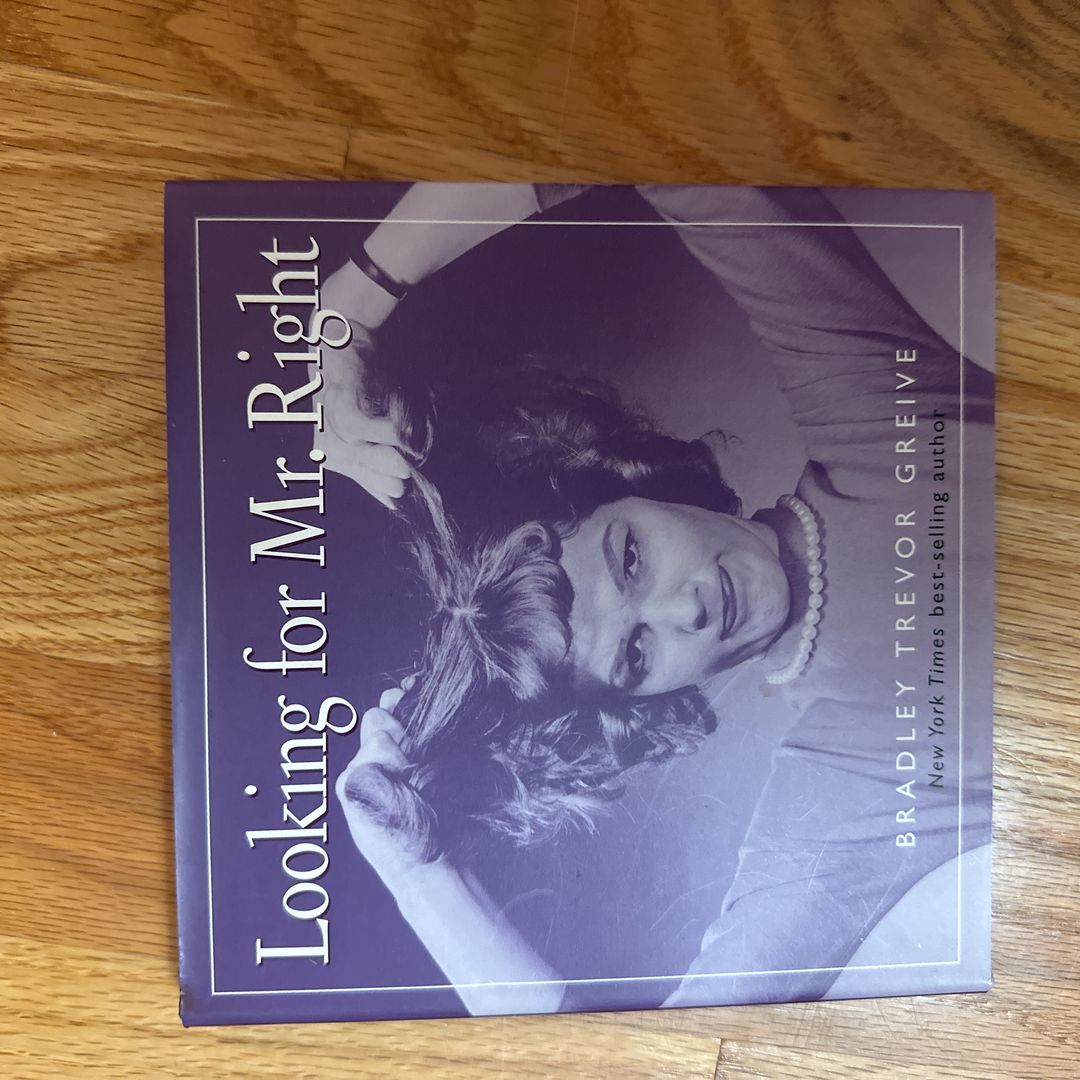 Looking for Mr. Right
BRADLEY TREVOR GREIVE
New York Times best-selling author